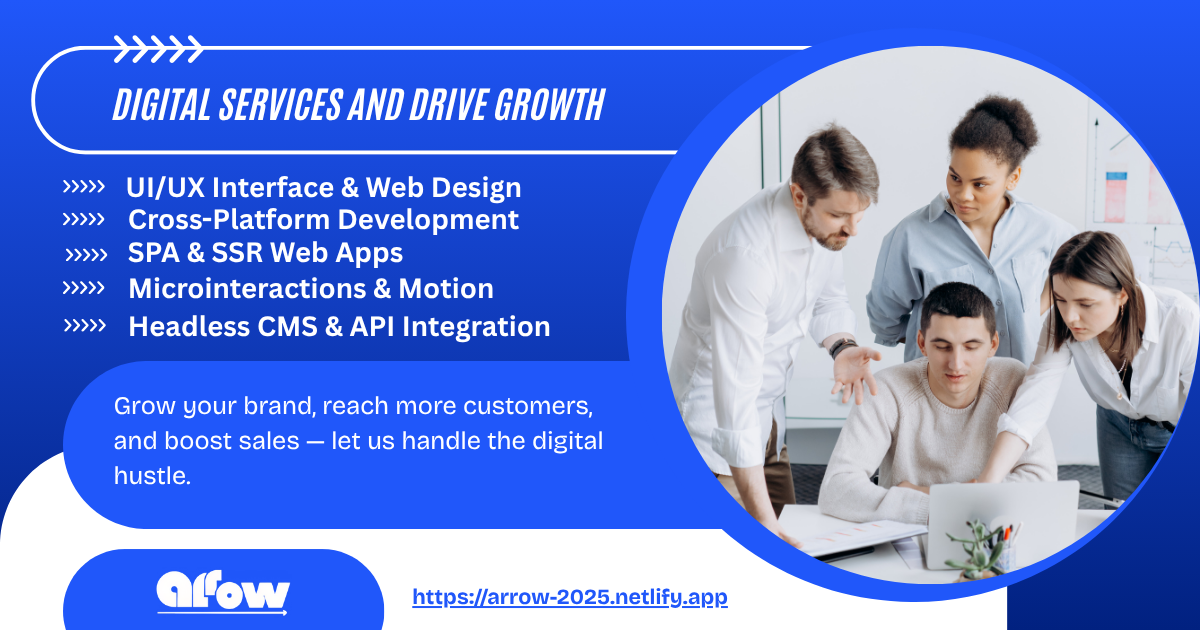 DIGITAL SERVICES AND DRIVE GROWTH
UI/UX Interface & Web Design
Cross-Platform Development
SPA & SSR Web Apps
Microinteractions & Motion
Headless CMS & API Integration
Grow your brand, reach more customers,
and boost sales — let us handle the digital
hustle.
arrow
https://arrow-2025.netlify.app